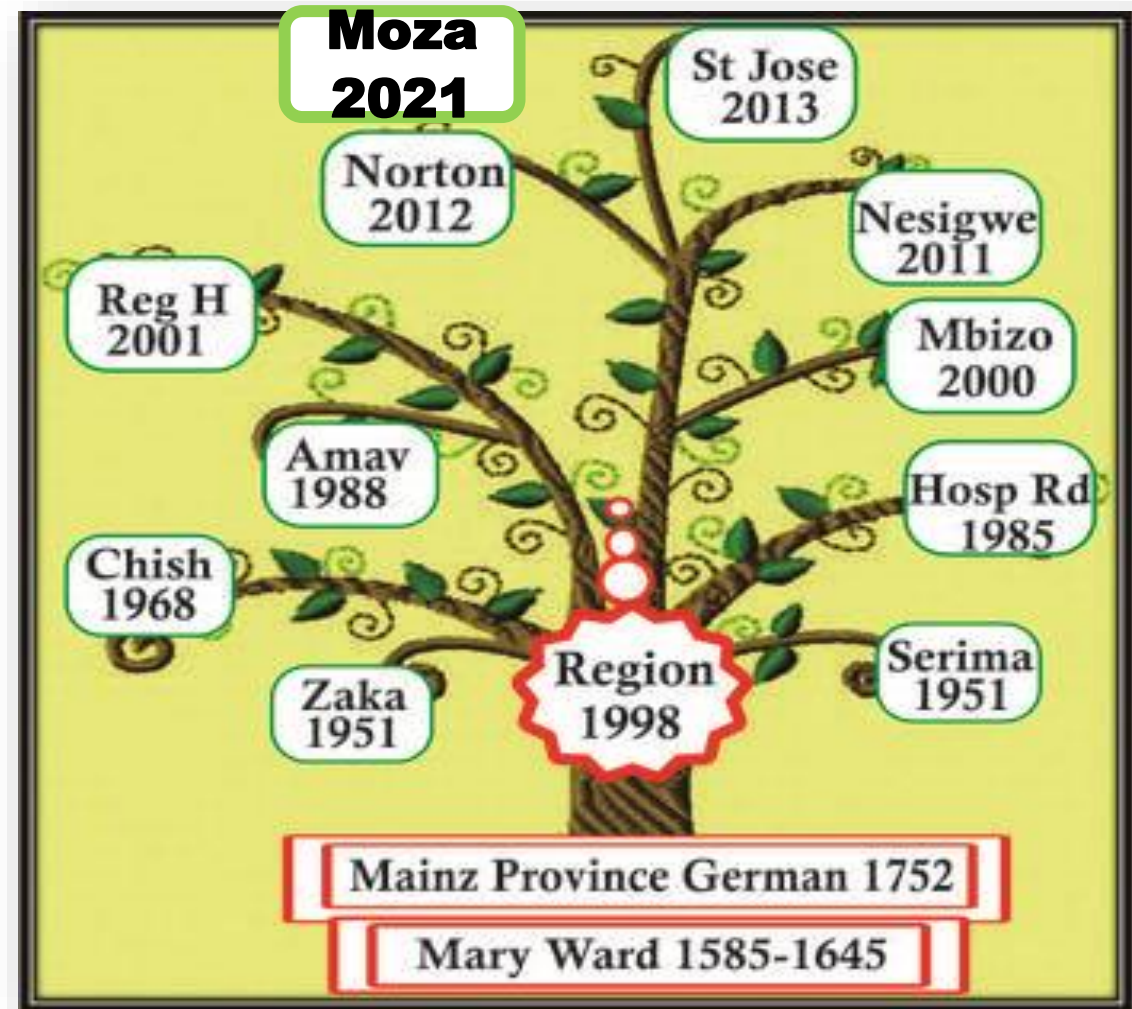 Moza
2021
St Jose
2013
Norton
2012
Nesigwe
2011
Reg H
2001
Mbizo
2000
Amav
1988
Hosp Rd
1985
Chish
1968
Zaka
1951
Region
1998
Serima
1951
Mainz Province German 1752
Mary Ward 1585-1645